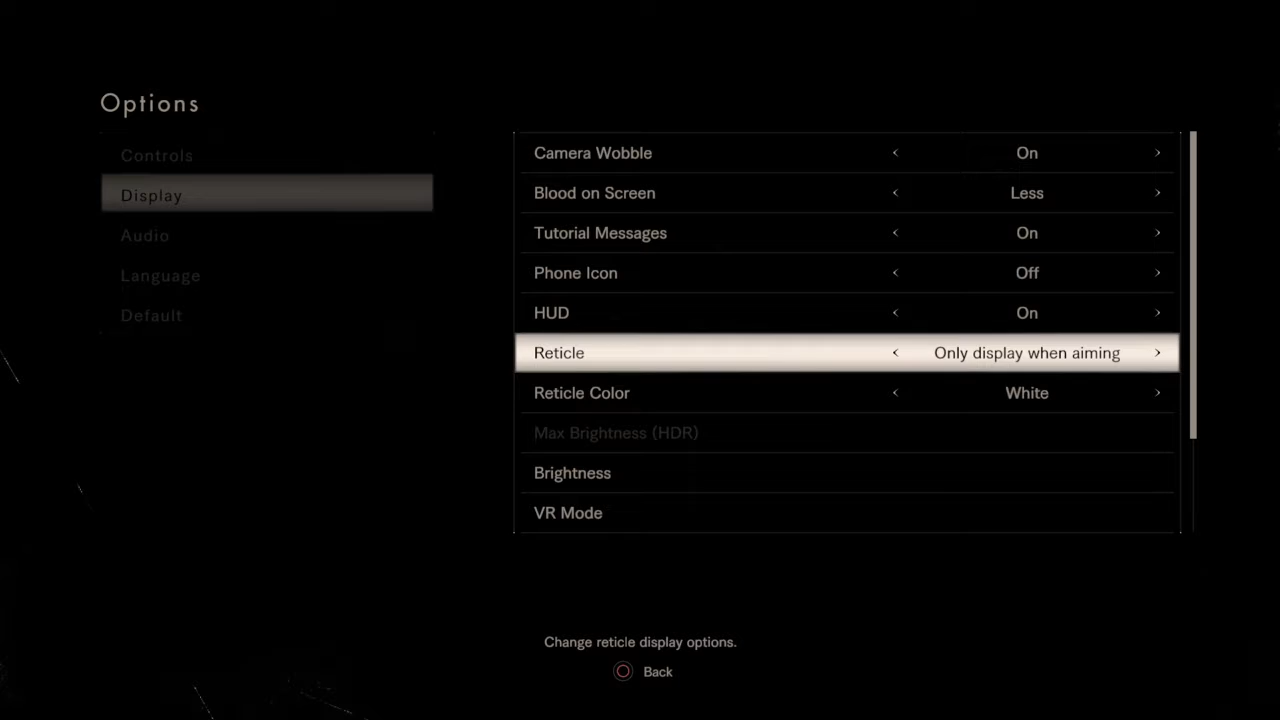 Options
Controls
Display
Audio
Language
Default
Camera Wobble < On >
Blood on Screen < Less >
Tutorial Messages < On >
Phone Icon < Off >
HUD < On >
Reticle < Only display when aiming >
Reticle Color < White >
Max Brightness (HDR)
Brightness
VR Mode
Change reticle display options.
Back